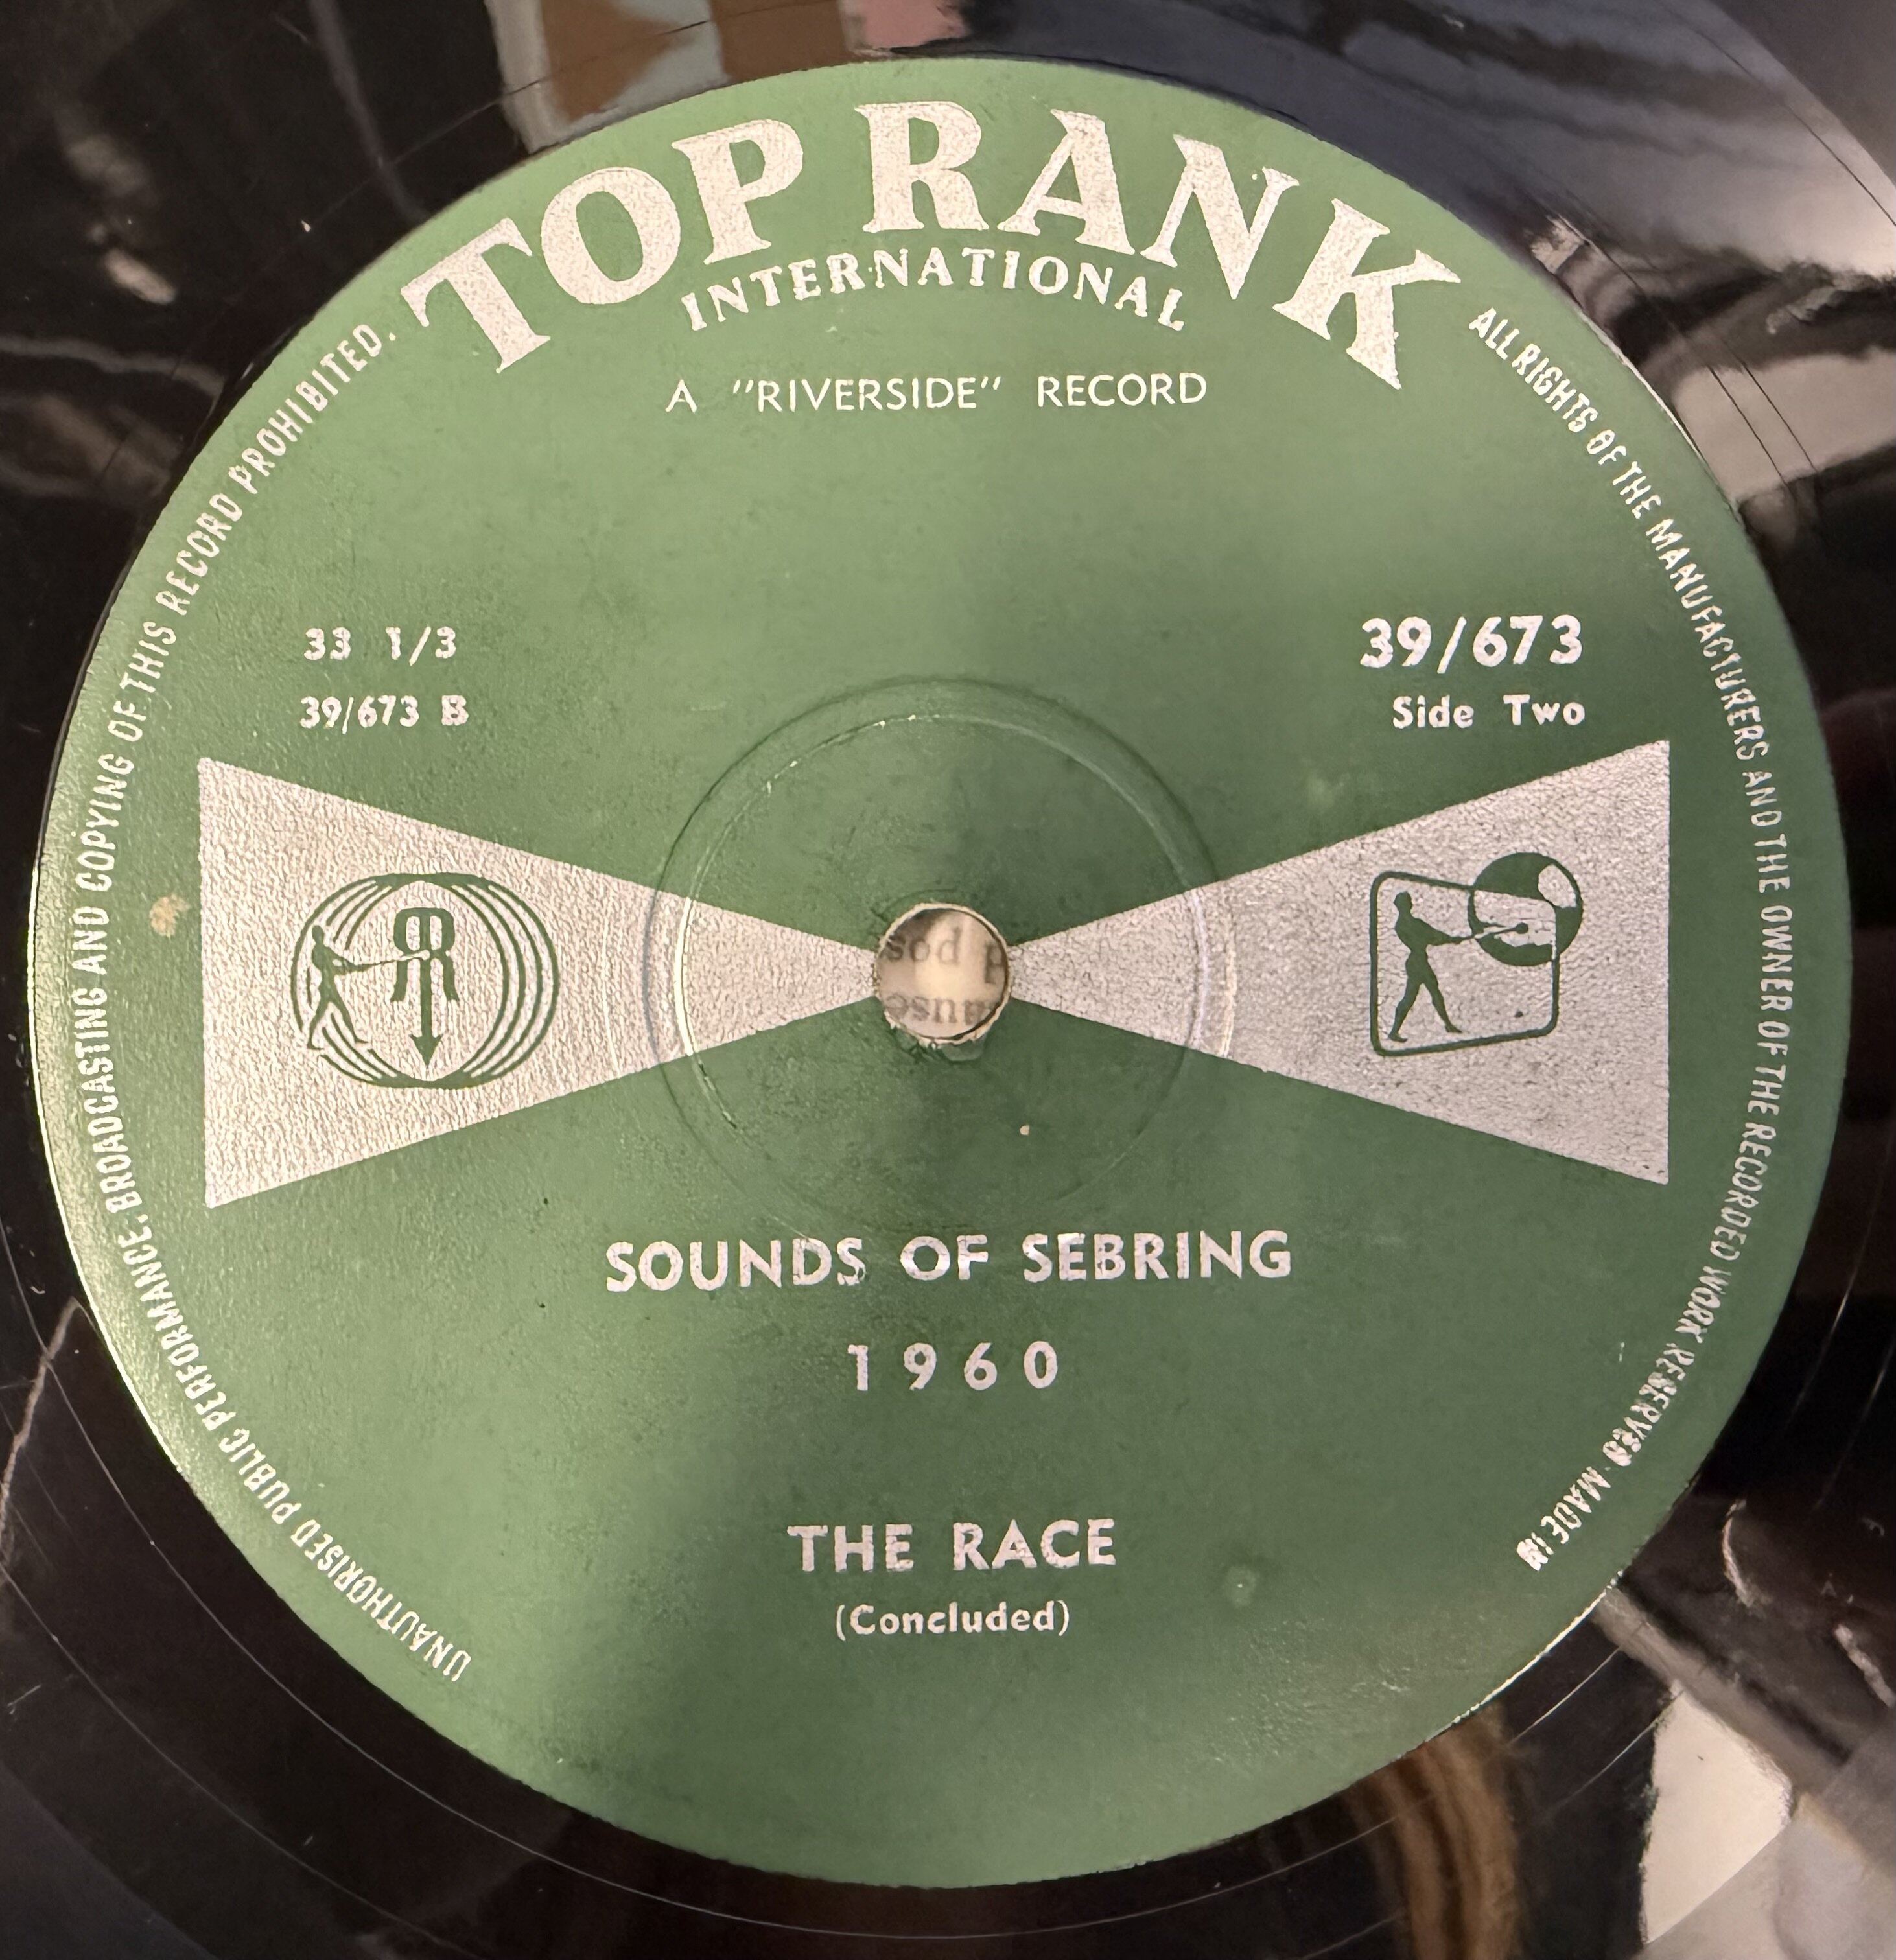 TOP RANK
INTERNATIONAL
A "RIVERSIDE" RECORD
33 1/3
39/673 B
39/673
Side Two
SOUNDS OF SEBRING
1960
THE RACE
(Concluded)
UNAUTHORISED PUBLIC PERFORMANCE, BROADCASTING AND COPYING OF THIS RECORD PROHIBITED.
ALL RIGHTS OF THE MANUFACTURERS AND THE OWNER OF THE RECORDED WORK RESERVED · MADE IN